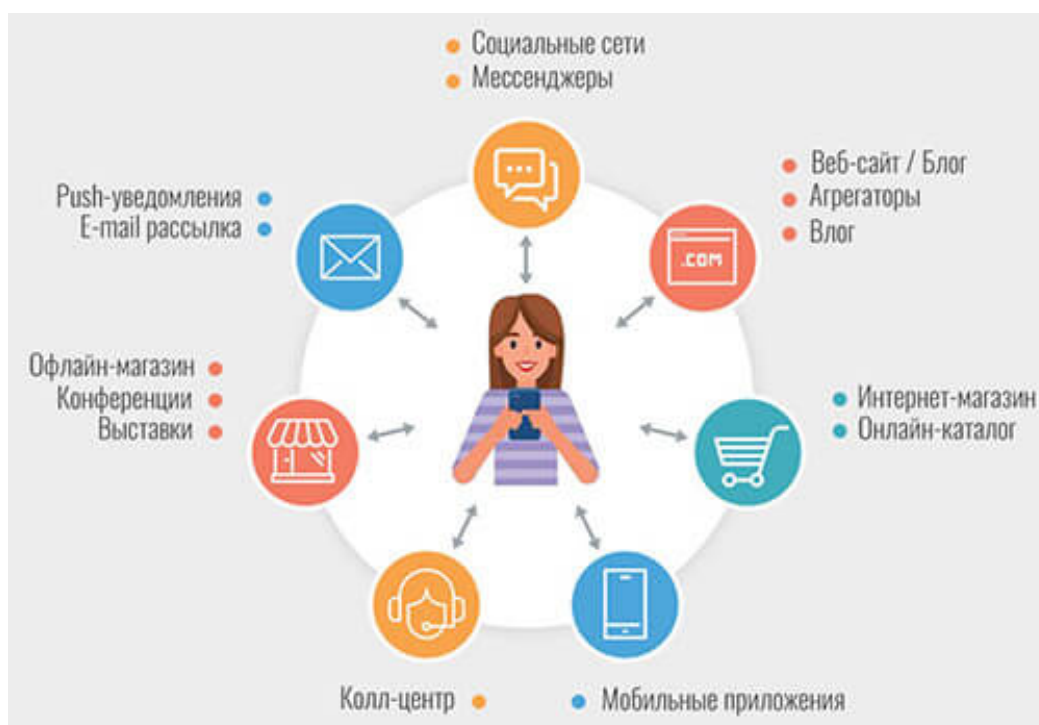 Социальные сети
Мессенджеры
Веб-сайт / Блог
Агрегаторы
Влог
Push-уведомления
E-mail рассылка
.COM
Офлайн-магазин
Конференции
Выставки
Интернет-магазин
Онлайн-каталог
Колл-центр
Мобильные приложения